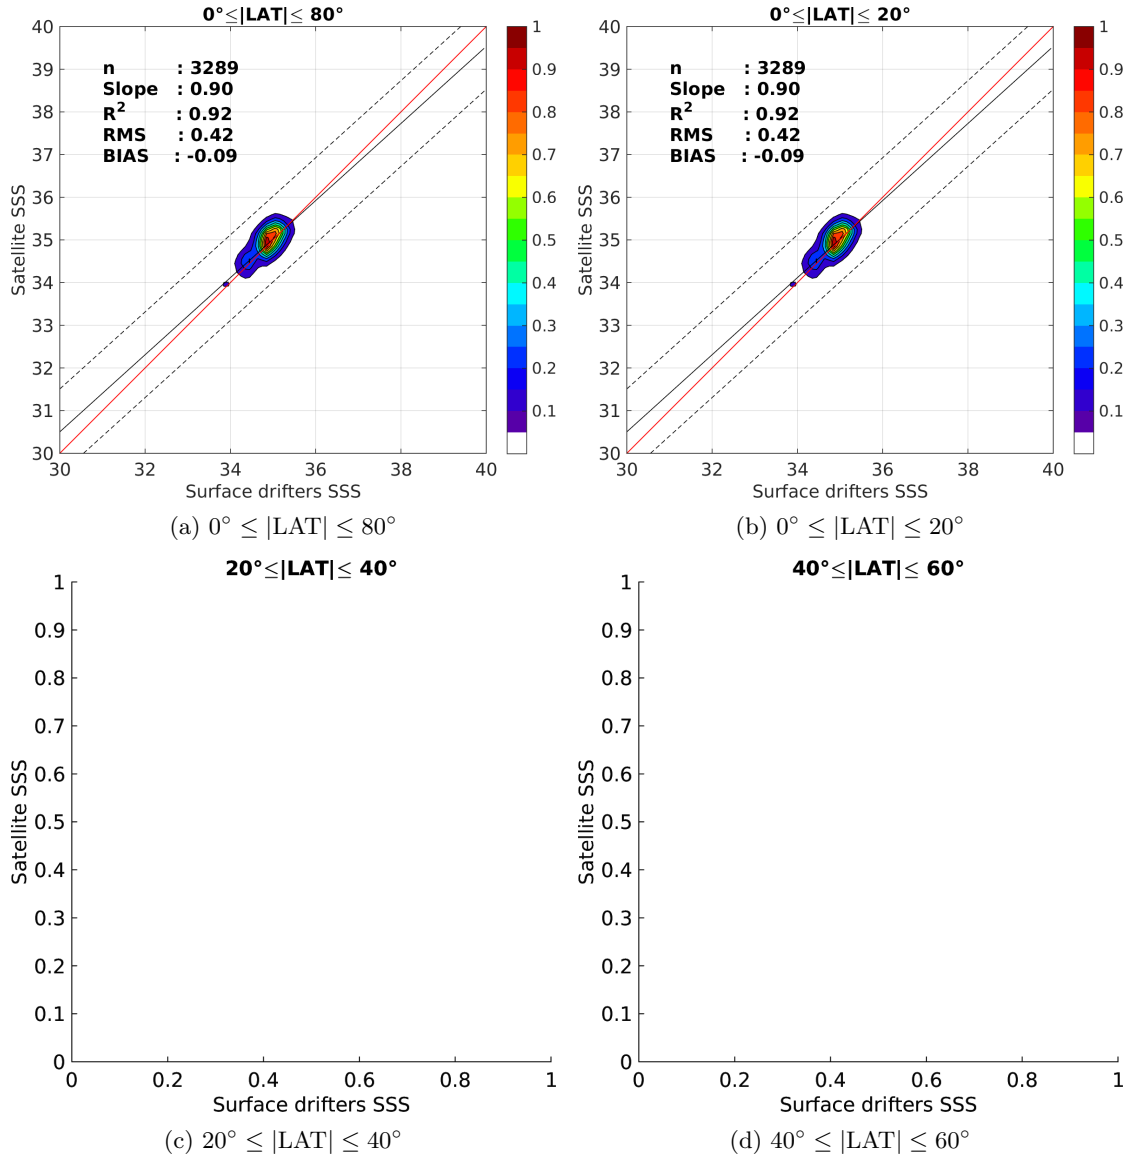 0°≤|LAT|≤ 80°
n : 3289
Slope : 0.90
R² : 0.92
RMS : 0.42
BIAS : -0.09
40
39
38
37
36
35
34
33
32
31
30
30 32 34 36 38 40
Satellite SSS
Surface drifters SSS
1
0.9
0.8
0.7
0.6
0.5
0.4
0.3
0.2
0.1
(a) 0° ≤ |LAT| ≤ 80°
0°≤|LAT|≤ 20°
n : 3289
Slope : 0.90
R² : 0.92
RMS : 0.42
BIAS : -0.09
40
39
38
37
36
35
34
33
32
31
30
30 32 34 36 38 40
Satellite SSS
Surface drifters SSS
1
0.9
0.8
0.7
0.6
0.5
0.4
0.3
0.2
0.1
(b) 0° ≤ |LAT| ≤ 20°
20°≤|LAT|≤ 40°
1
0.9
0.8
0.7
0.6
0.5
0.4
0.3
0.2
0.1
0
0 0.2 0.4 0.6 0.8 1
Satellite SSS
Surface drifters SSS
(c) 20° ≤ |LAT| ≤ 40°
40°≤|LAT|≤ 60°
1
0.9
0.8
0.7
0.6
0.5
0.4
0.3
0.2
0.1
0
0 0.2 0.4 0.6 0.8 1
Satellite SSS
Surface drifters SSS
(d) 40° ≤ |LAT| ≤ 60°